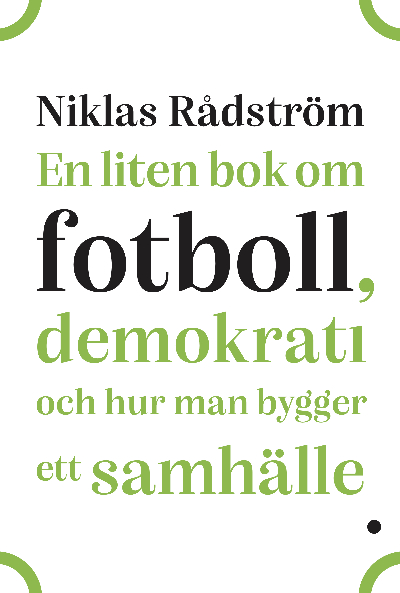 Niklas Rådström
En liten bok om
fotboll,
demokrati
och hur man bygger
ett samhälle